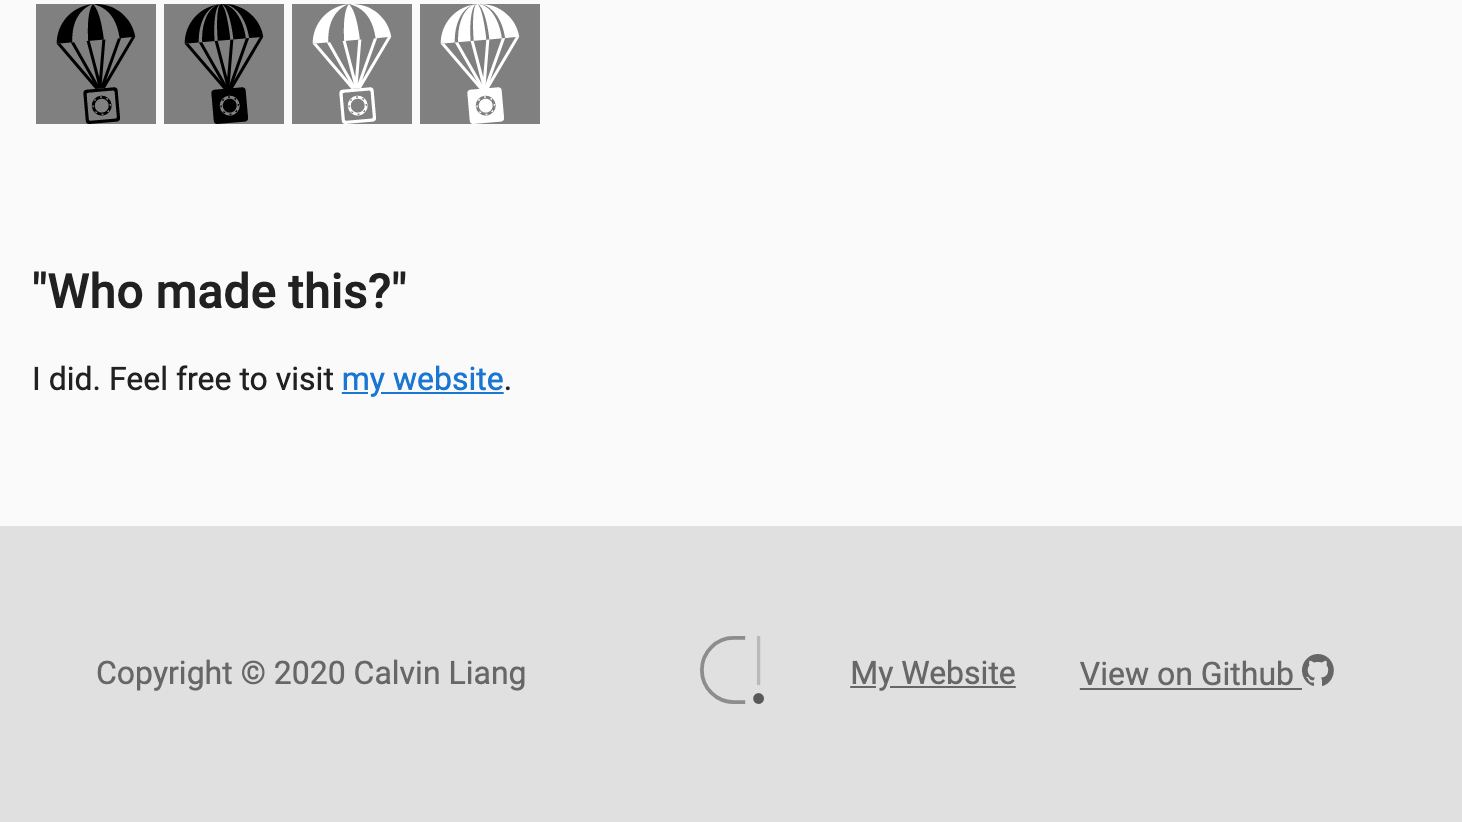 "Who made this?"
I did. Feel free to visit my website.
Copyright © 2020 Calvin Liang
My Website
View on Github